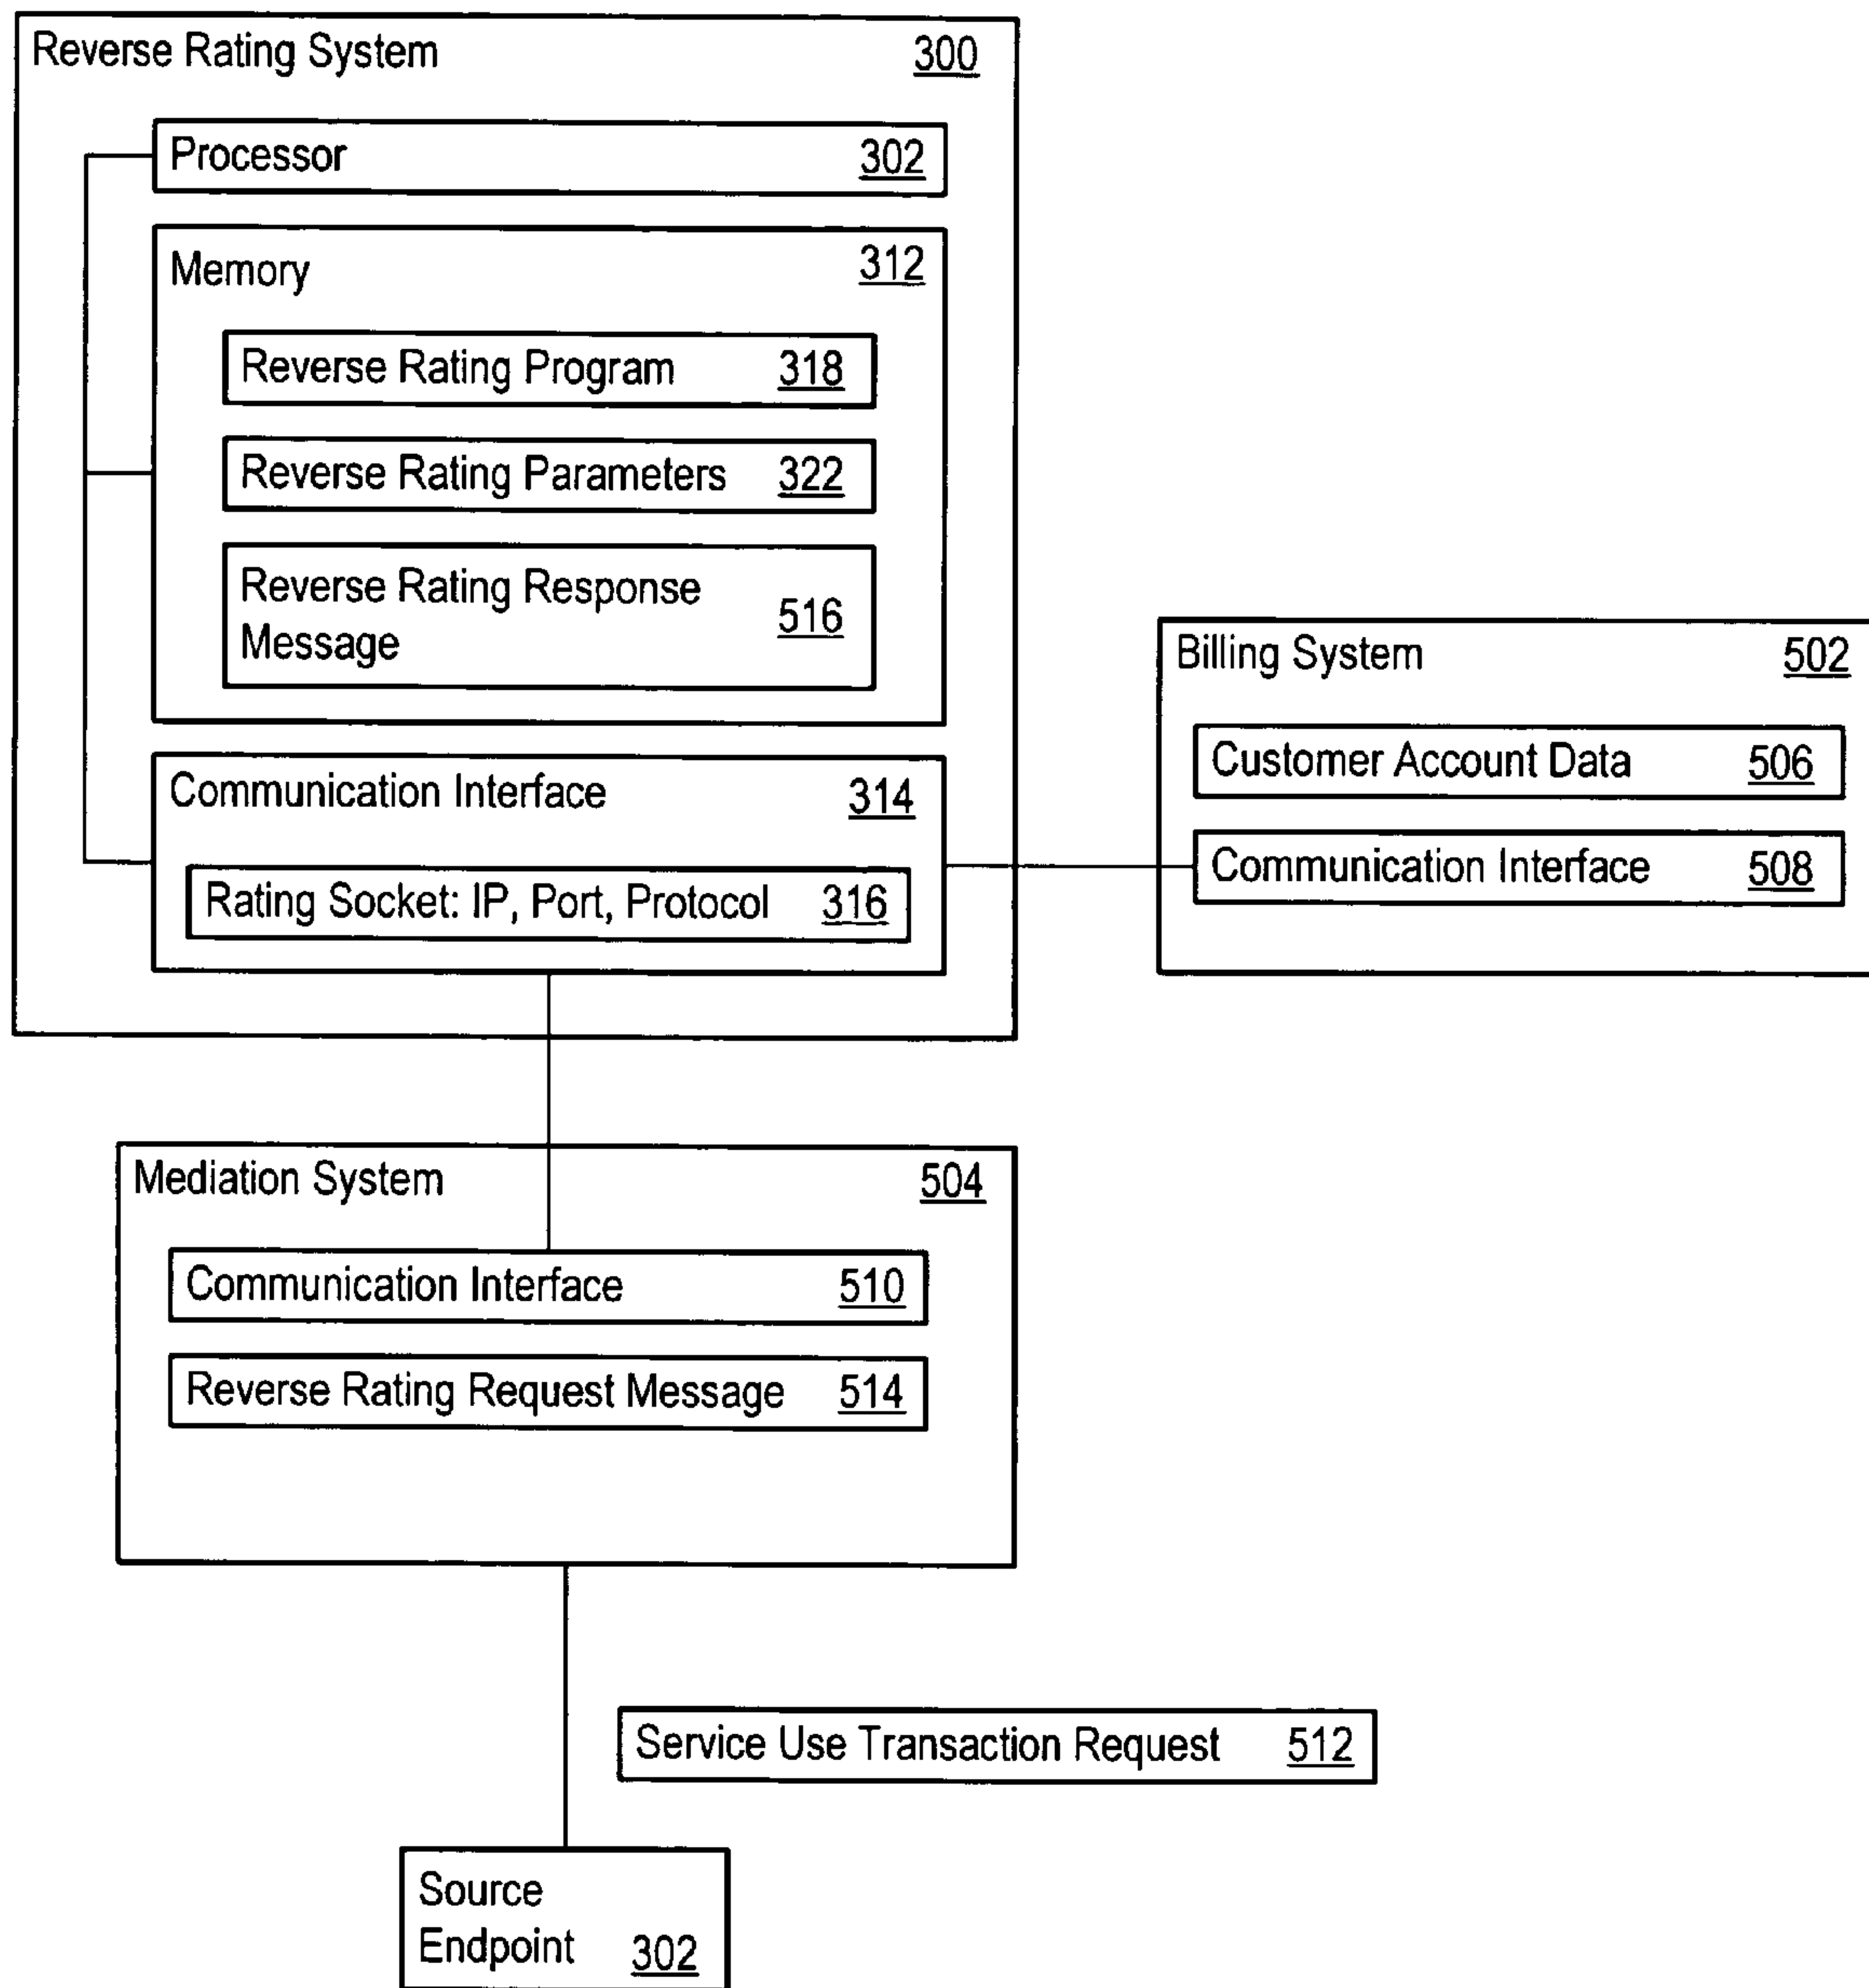 Reverse Rating System 300
Processor 302
Memory 312
Reverse Rating Program 318
Reverse Rating Parameters 322
Reverse Rating Response
Message 516
Communication Interface 314
Rating Socket: IP, Port, Protocol 316
Billing System 502
Customer Account Data 506
Communication Interface 508
Mediation System 504
Communication Interface 510
Reverse Rating Request Message 514
Service Use Transaction Request 512
Source
Endpoint 302